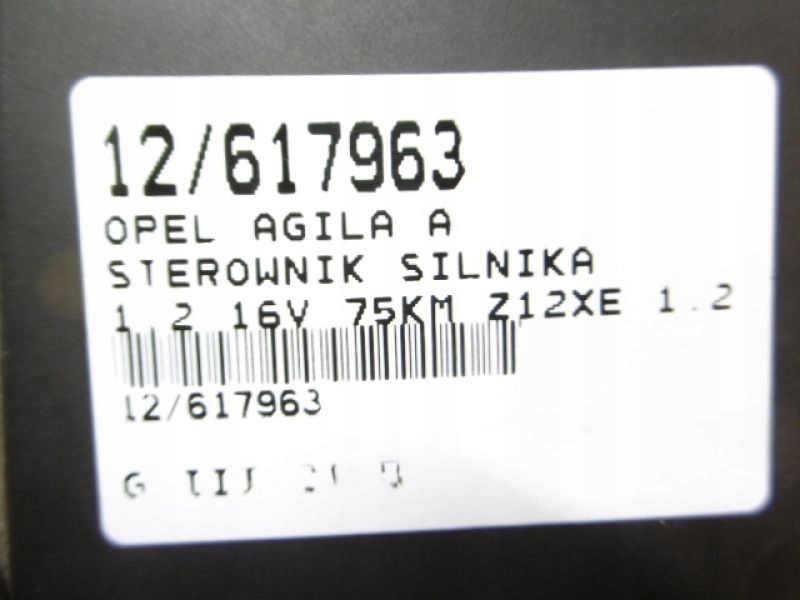 12/617963
OPEL AGILA A
STEROWNIK SILNIKA
1.2 16V 75KM Z12XE 1.2
12/617963
G